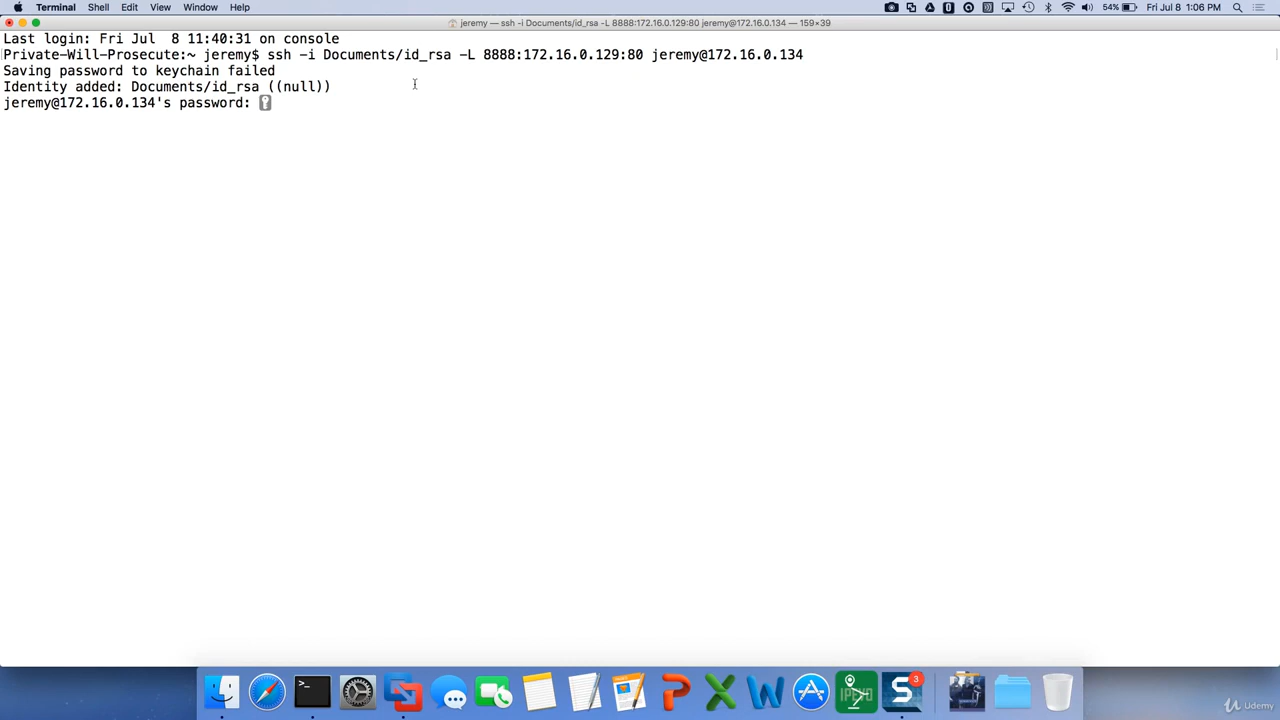 Terminal Shell Edit View Window Help
54% Fri Jul 8 1:06 PM
jeremy — ssh -i Documents/id_rsa -L 8888:172.16.0.129:80 jeremy@172.16.0.134 — 159×39
Last login: Fri Jul  8 11:40:31 on console
Private-Will-Prosecute:~ jeremy$ ssh -i Documents/id_rsa -L 8888:172.16.0.129:80 jeremy@172.16.0.134
Saving password to keychain failed
Identity added: Documents/id_rsa ((null))
jeremy@172.16.0.134's password:
>_
IPEVO
3
Udemy